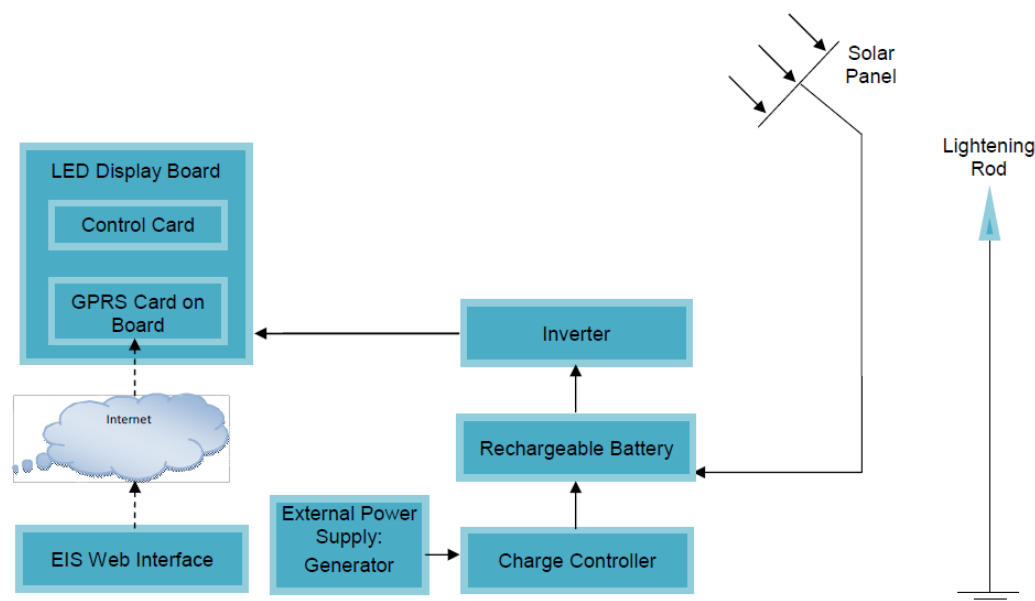 Solar
Panel
Lightening
Rod
LED Display Board
Control Card
GPRS Card on
Board
Inverter
Internet
Rechargeable Battery
External Power
Supply:
Generator
Charge Controller
EIS Web Interface